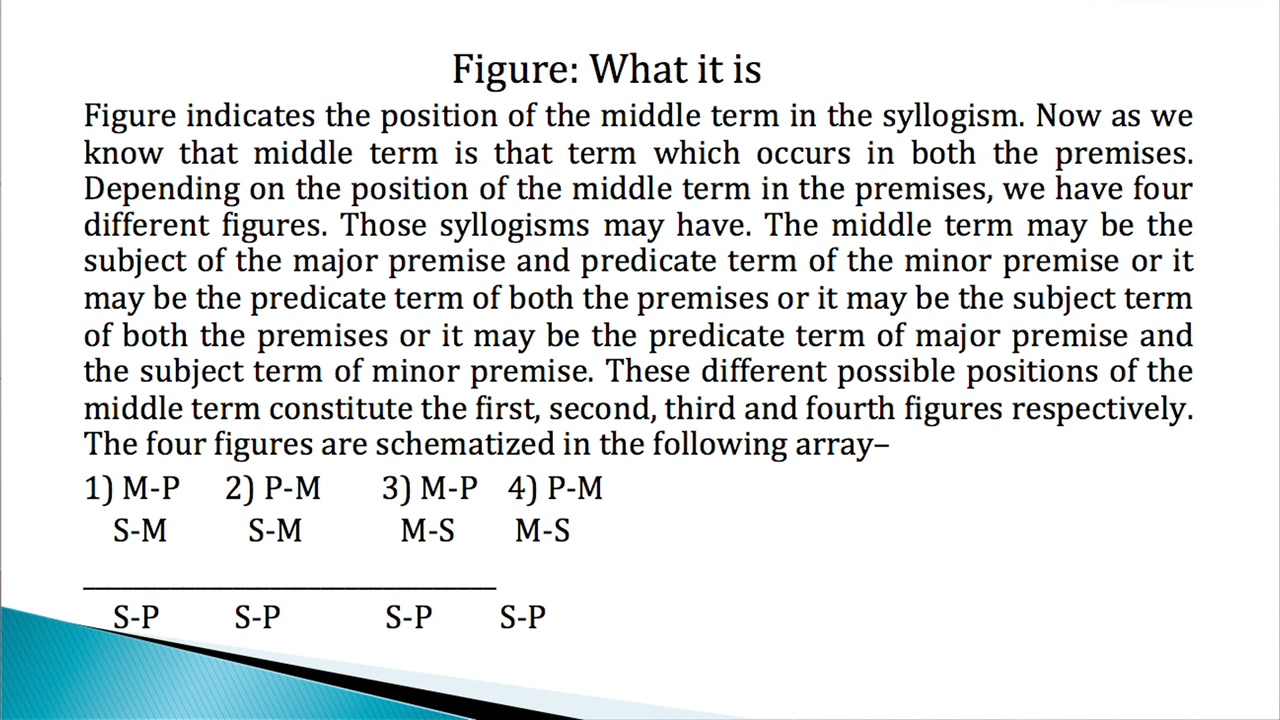 Figure: What it is
Figure indicates the position of the middle term in the syllogism. Now as we
know that middle term is that term which occurs in both the premises.
Depending on the position of the middle term in the premises, we have four
different figures. Those syllogisms may have. The middle term may be the
subject of the major premise and predicate term of the minor premise or it
may be the predicate term of both the premises or it may be the subject term
of both the premises or it may be the predicate term of major premise and
the subject term of minor premise. These different possible positions of the
middle term constitute the first, second, third and fourth figures respectively.
The four figures are schematized in the following array–
1) M-P 2) P-M 3) M-P 4) P-M
S-M S-M M-S M-S
S-P S-P S-P S-P